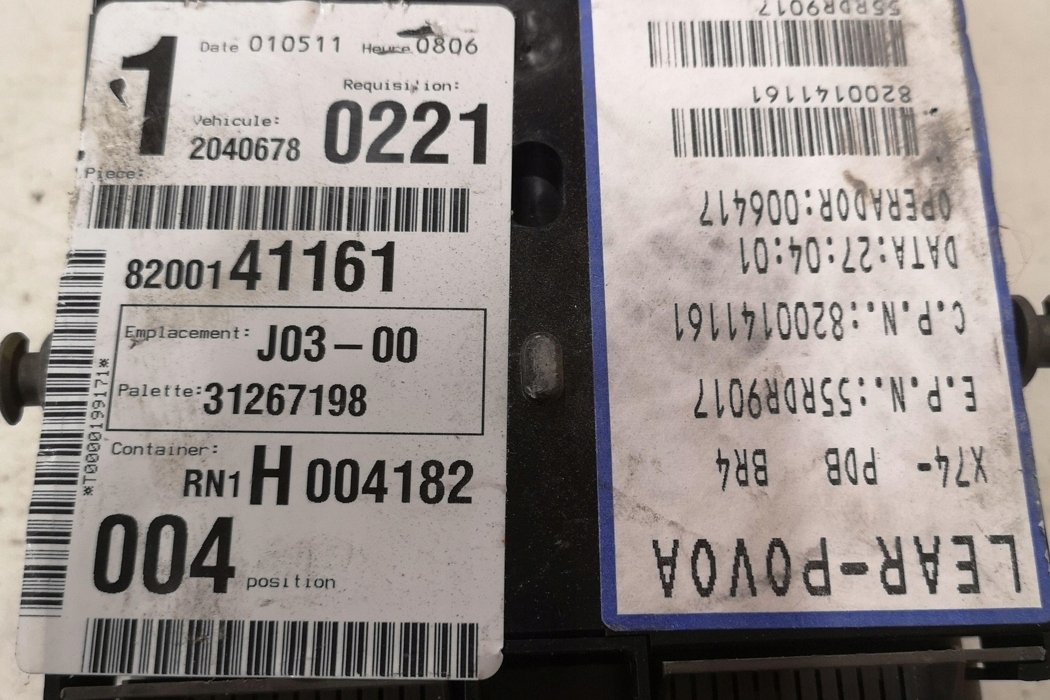 1
Date 010511 Heure 0806
Requisition:
Vehicule:
2040678 0221
Piece:
8200141161
Emplacement: J03-00
Palette: 31267198
*T0000199171*
Container:
RN1 H 004182
004 position
LEAR-POVOA
X74- PDB BR4
E.P.N.:55RDR9017
C.P.N.:8200141161
DATA:27:04:01
OPERADOR:006417
8200141161
55RDR9017